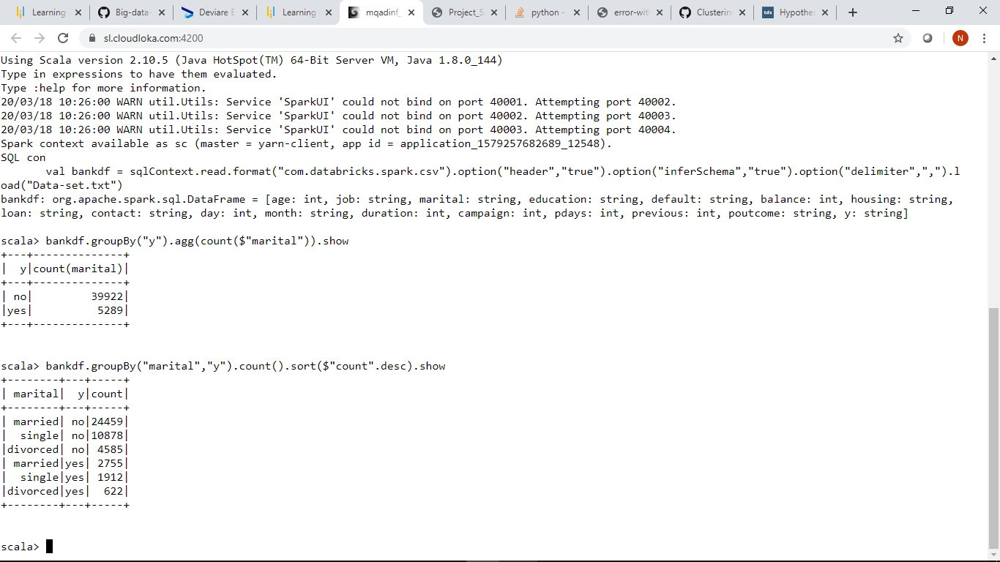 Learning
Big-data-
Deviare E
Learning
mqadinf_
Project_S
python -
error-wit
Clustering
Hypothes
sl.cloudloka.com:4200
N
Using Scala version 2.10.5 (Java HotSpot(TM) 64-Bit Server VM, Java 1.8.0_144)
Type in expressions to have them evaluated.
Type :help for more information.
20/03/18 10:26:00 WARN util.Utils: Service 'SparkUI' could not bind on port 40001. Attempting port 40002.
20/03/18 10:26:00 WARN util.Utils: Service 'SparkUI' could not bind on port 40002. Attempting port 40003.
20/03/18 10:26:00 WARN util.Utils: Service 'SparkUI' could not bind on port 40003. Attempting port 40004.
Spark context available as sc (master = yarn-client, app id = application_1579257682689_12548).
SQL con
       val bankdf = sqlContext.read.format("com.databricks.spark.csv").option("header","true").option("inferSchema","true").option("delimiter",",").l
oad("Data-set.txt")
bankdf: org.apache.spark.sql.DataFrame = [age: int, job: string, marital: string, education: string, default: string, balance: int, housing: string,
loan: string, contact: string, day: int, month: string, duration: int, campaign: int, pdays: int, previous: int, poutcome: string, y: string]
scala> bankdf.groupBy("y").agg(count($"marital")).show
+---+--------------+
|  y|count(marital)|
+---+--------------+
| no|         39922|
|yes|          5289|
+---+--------------+
scala> bankdf.groupBy("marital","y").count().sort($"count".desc).show
+--------+---+-----+
| marital|  y|count|
+--------+---+-----+
| married| no|24459|
|  single| no|10878|
|divorced| no| 4585|
| married|yes| 2755|
|  single|yes| 1912|
|divorced|yes|  622|
+--------+---+-----+
scala>